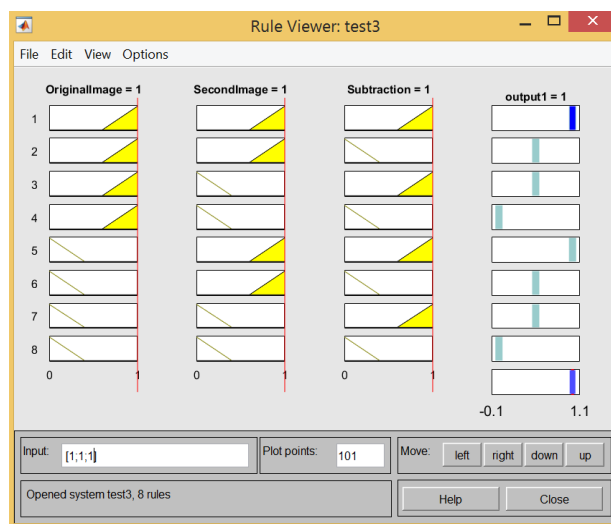 Rule Viewer: test3
File Edit View Options
OriginalImage = 1 SecondImage = 1 Subtraction = 1 output1 = 1
1
2
3
4
5
6
7
8
0 1 0 1 0 1
-0.1 1.1
Input: [1;1;1] Plot points: 101 Move: left right down up
Opened system test3, 8 rules Help Close